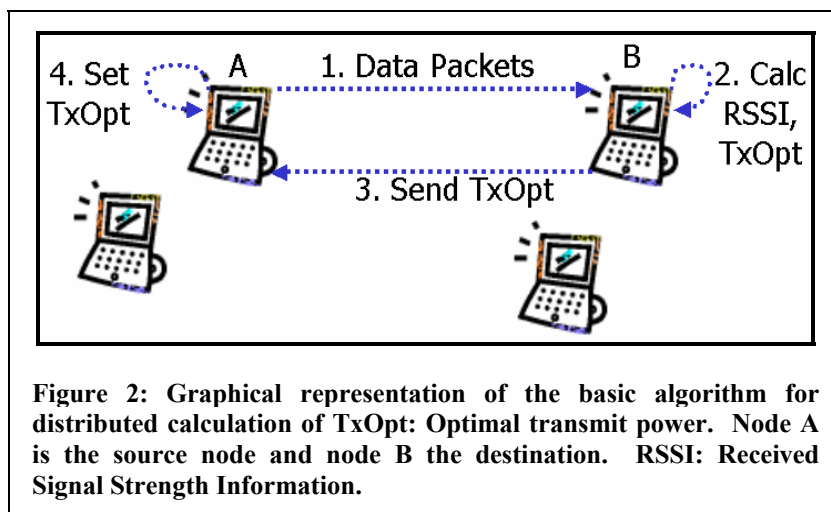 4. Set
TxOpt
A
1. Data Packets
B
2. Calc
RSSI,
TxOpt
3. Send TxOpt
Figure 2: Graphical representation of the basic algorithm for
distributed calculation of TxOpt: Optimal transmit power. Node A
is the source node and node B the destination. RSSI: Received
Signal Strength Information.